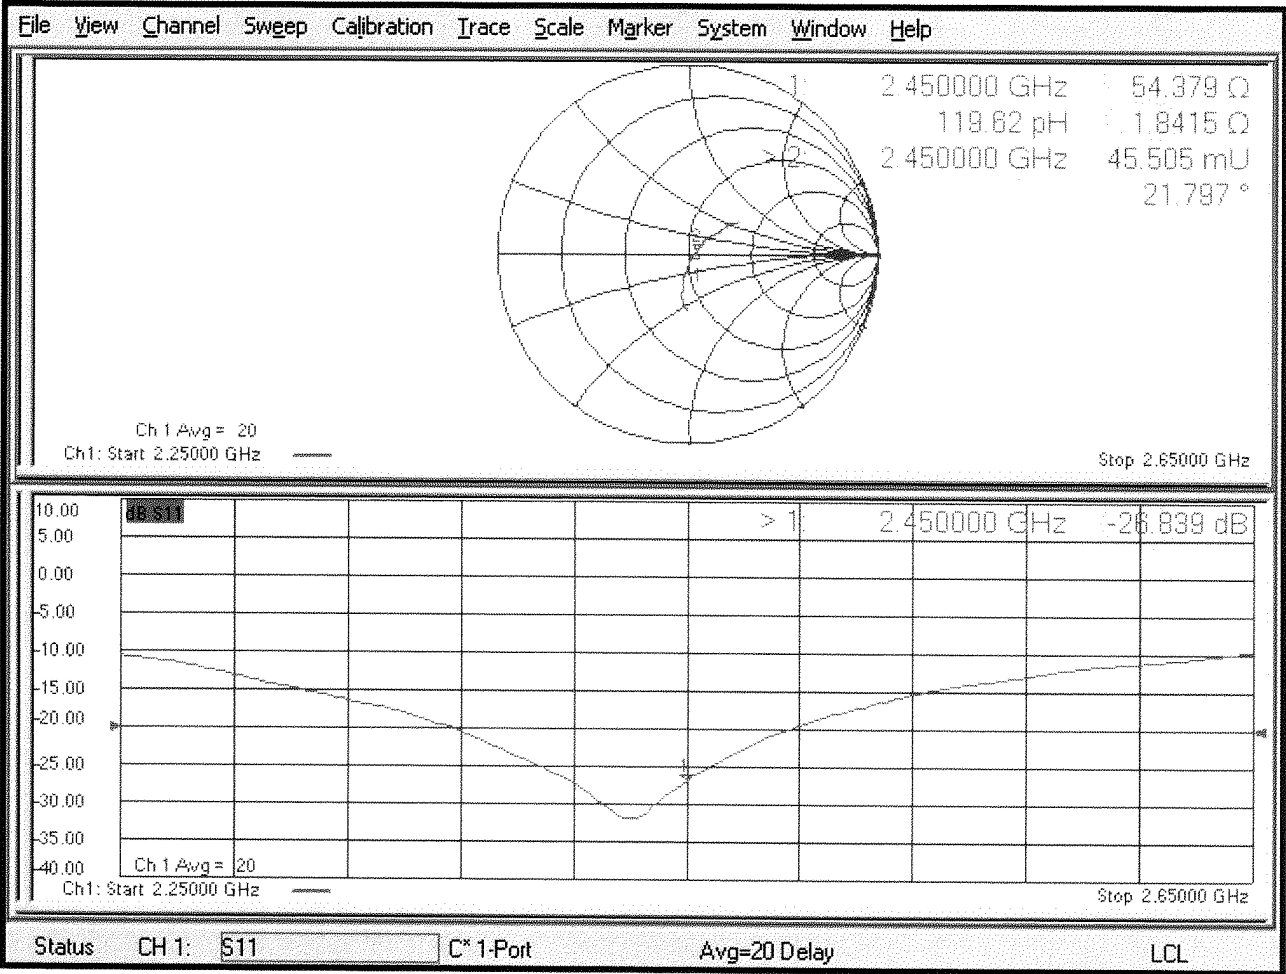 File View Channel Sweep Calibration Trace Scale Marker System Window Help
1: 2.450000 GHz 54.379 Ω
119.62 pH 1.8415 Ω
> 2: 2.450000 GHz 45.505 mU
21.797 °
Ch 1 Avg = 20
Ch1: Start 2.25000 GHz Stop 2.65000 GHz
10.00
dB S11
> 1: 2.450000 GHz -26.839 dB
5.00
0.00
-5.00
-10.00
-15.00
-20.00
-25.00
1
-30.00
-35.00
-40.00
Ch 1 Avg = 20
Ch1: Start 2.25000 GHz Stop 2.65000 GHz
Status CH 1: S11 C* 1-Port Avg=20 Delay LCL